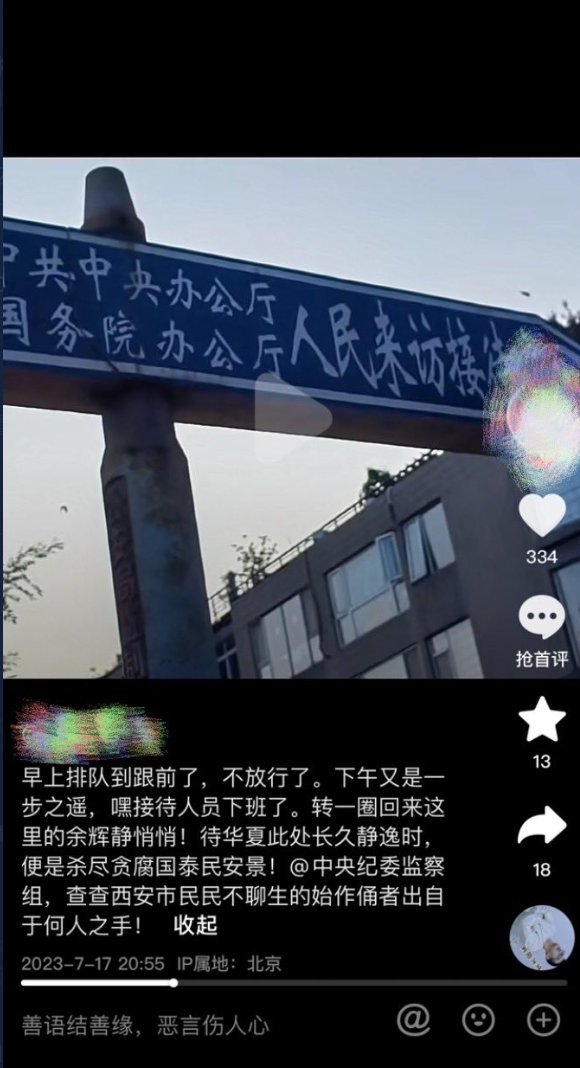 中共中央办公厅
国务院办公厅人民来访接待
334
抢首评
13
18
早上排队到跟前了，不放行了。下午又是一
步之遥，嘿接待人员下班了。转一圈回来这
里的余辉静悄悄！待华夏此处长久静逸时，
便是杀尽贪腐国泰民安景！@中央纪委监察
组，查查西安市民民不聊生的始作俑者出自
于何人之手！ 收起
2023-7-17 20:55 IP属地：北京
善语结善缘，恶言伤人心